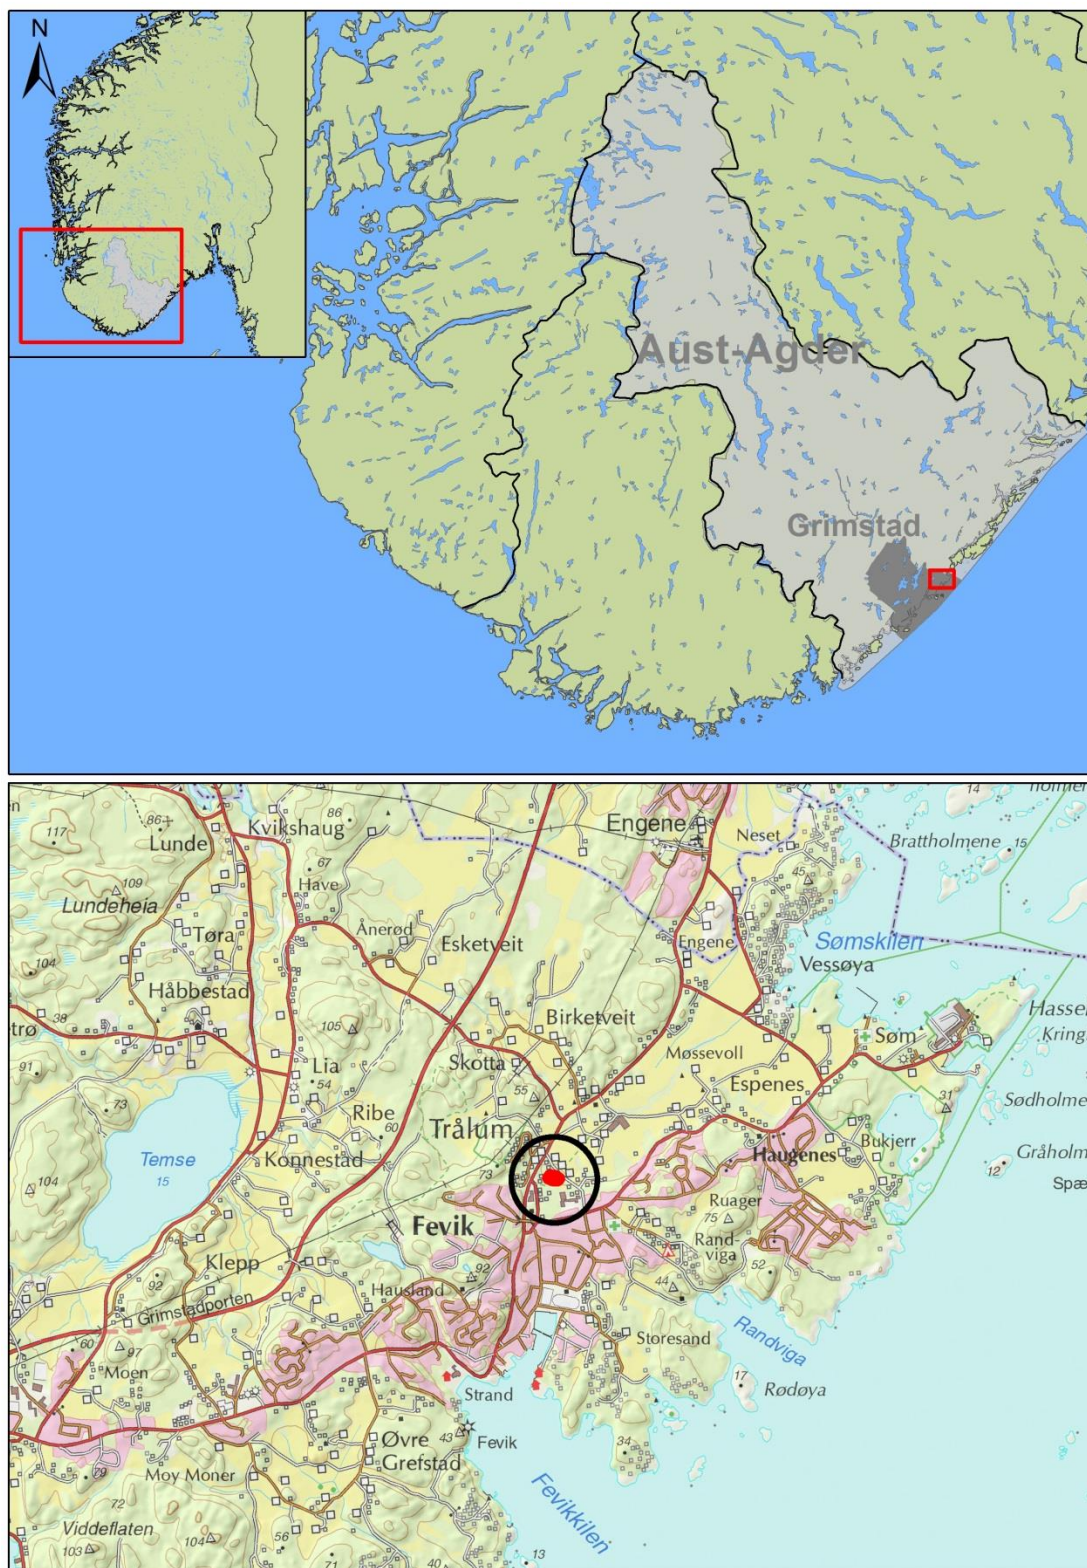 N
Aust-Agder
Grimstad
14
Brattholmene
15
Kvikshaug
86
86
Lunde
117
Engene
Neset
67
Have
109
Lundeheia
45
Tøra
Ånerød
Esketveit
Engene
Sømskilen
Vessøya
104
Håbbestad
38
105
Birketveit
Skotta
Møssevoll
Søm
91
Lia
54
55
Espenes
31
73
Ribe
60
Trålum
Bukjerr
Haugenes
Konnestad
Temse
15
73
104
12
Ruager
75
Fevik
Rand-
viga
Klepp
92
52
92
Hausland
44
Grimstadporten
60
97
Storesand
Randviga
Moen
17
Rødøya
Strand
43
Fevik
Øvre
Grefstad
34
79
Moy Moner
Fevikkilen
72
Viddeflaten
56
103
104
71
40
13